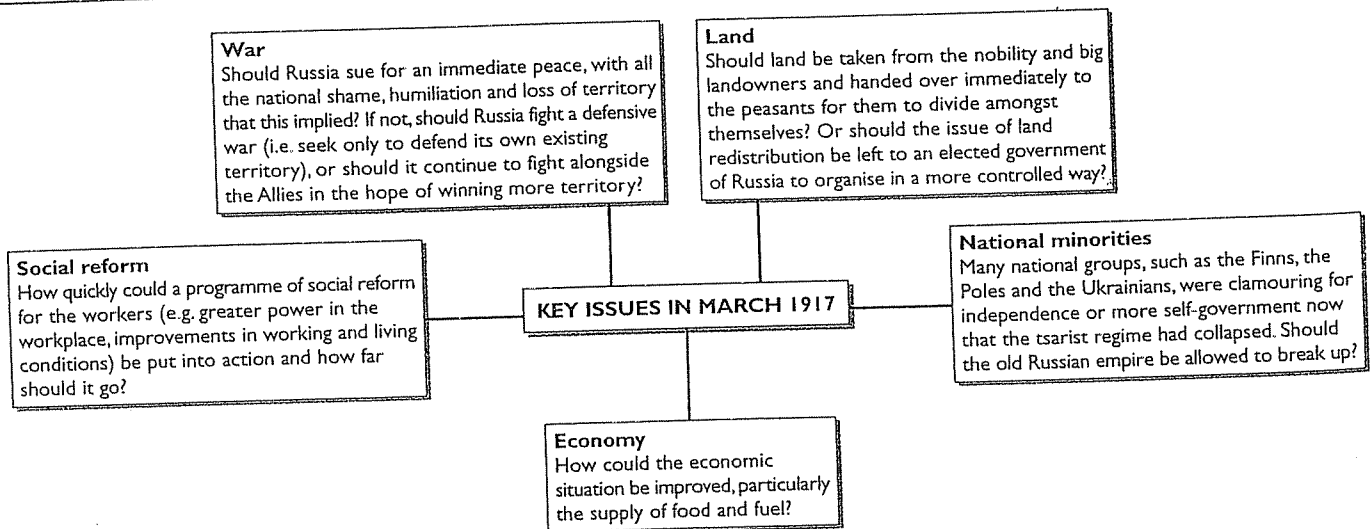 War
Should Russia sue for an immediate peace, with all
the national shame, humiliation and loss of territory
that this implied? If not, should Russia fight a defensive
war (i.e. seek only to defend its own existing
territory), or should it continue to fight alongside
the Allies in the hope of winning more territory?
Land
Should land be taken from the nobility and big
landowners and handed over immediately to
the peasants for them to divide amongst
themselves? Or should the issue of land
redistribution be left to an elected government
of Russia to organise in a more controlled way?
Social reform
How quickly could a programme of social reform
for the workers (e.g. greater power in the
workplace, improvements in working and living
conditions) be put into action and how far
should it go?
KEY ISSUES IN MARCH 1917
National minorities
Many national groups, such as the Finns, the
Poles and the Ukrainians, were clamouring for
independence or more self-government now
that the tsarist regime had collapsed. Should
the old Russian empire be allowed to break up?
Economy
How could the economic
situation be improved, particularly
the supply of food and fuel?